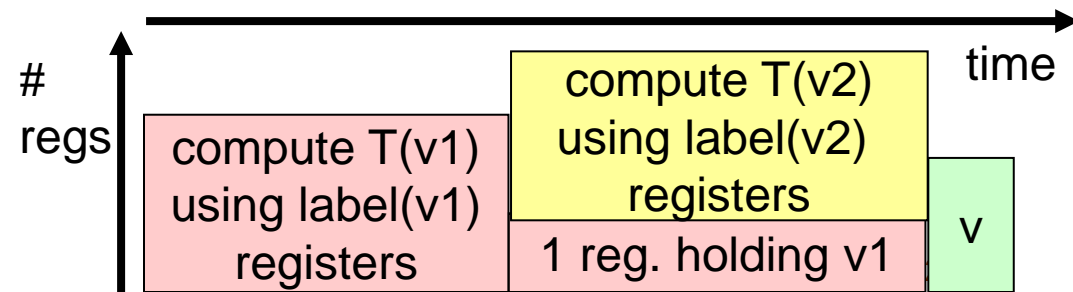 time
#
regs
compute T(v1)
using label(v1)
registers
compute T(v2)
using label(v2)
registers
1 reg. holding v1
v